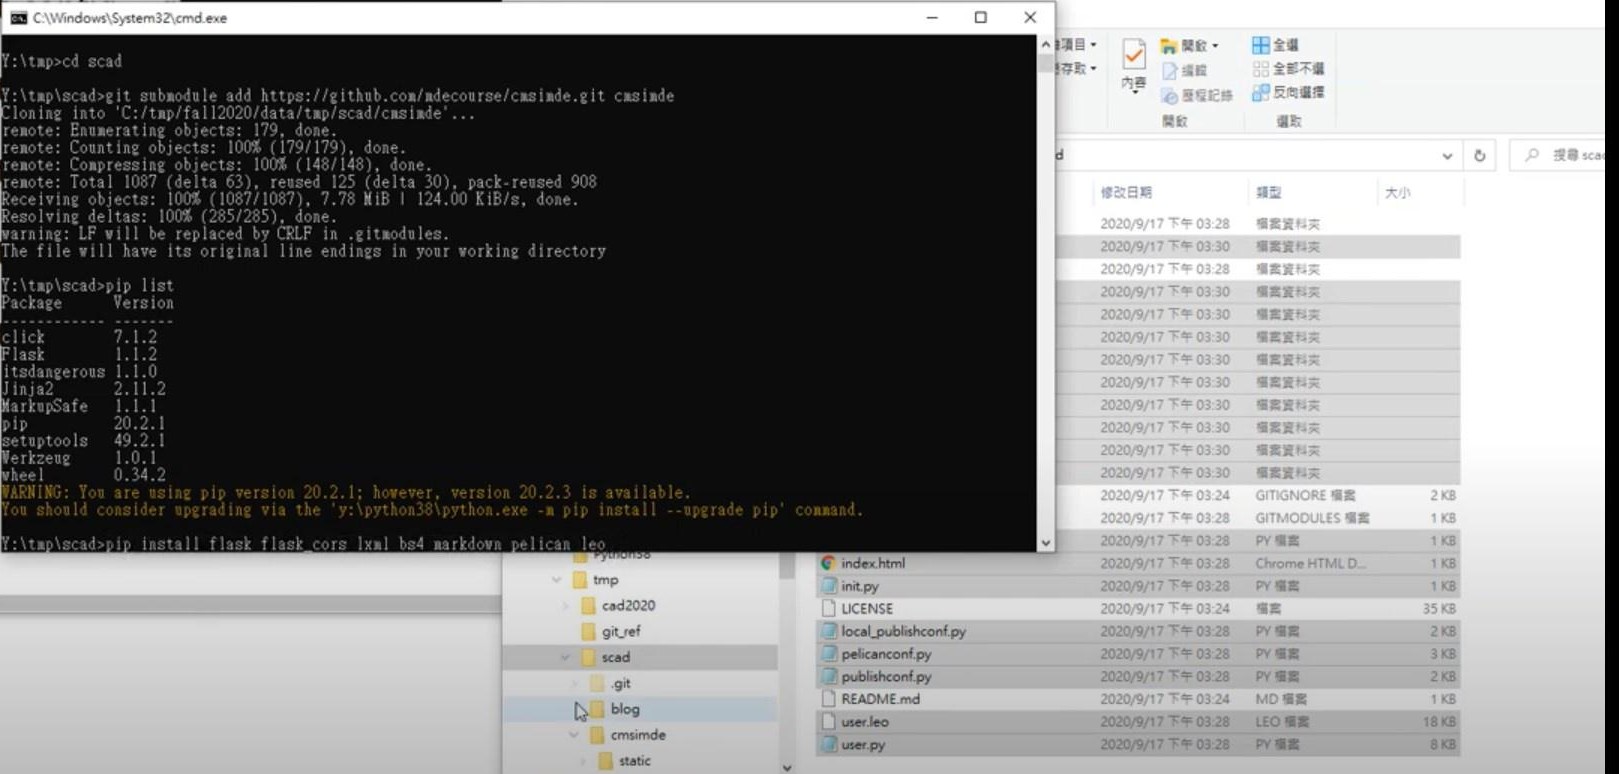 C:\Windows\System32\cmd.exe
Y:\tmp>cd scad
Y:\tmp\scad>git submodule add https://github.com/mdecourse/cmsimde.git cmsimde
Cloning into 'C:/tmp/fall2020/data/tmp/scad/cmsimde'...
remote: Enumerating objects: 179, done.
remote: Counting objects: 100% (179/179), done.
remote: Compressing objects: 100% (148/148), done.
remote: Total 1087 (delta 63), reused 125 (delta 30), pack-reused 908
Receiving objects: 100% (1087/1087), 7.78 MiB | 124.00 KiB/s, done.
Resolving deltas: 100% (285/285), done.
warning: LF will be replaced by CRLF in .gitmodules.
The file will have its original line endings in your working directory
Y:\tmp\scad>pip list
Package Version
------------ -------
click 7.1.2
Flask 1.1.2
itsdangerous 1.1.0
Jinja2 2.11.2
MarkupSafe 1.1.1
pip 20.2.1
setuptools 49.2.1
Werkzeug 1.0.1
wheel 0.34.2
WARNING: You are using pip version 20.2.1; however, version 20.2.3 is available.
You should consider upgrading via the 'y:\python38\python.exe -m pip install --upgrade pip' command.
Y:\tmp\scad>pip install flask flask_cors lxml bs4 markdown pelican leo
項目
存取
內容
開啟
編輯
歷程記錄
開啟
全選
全部不選
反向選擇
選取
d
搜尋 scad
修改日期 類型 大小
2020/9/17 下午 03:28 檔案資料夾
2020/9/17 下午 03:30 檔案資料夾
2020/9/17 下午 03:28 檔案資料夾
2020/9/17 下午 03:30 檔案資料夾
2020/9/17 下午 03:30 檔案資料夾
2020/9/17 下午 03:30 檔案資料夾
2020/9/17 下午 03:30 檔案資料夾
2020/9/17 下午 03:30 檔案資料夾
2020/9/17 下午 03:30 檔案資料夾
2020/9/17 下午 03:30 檔案資料夾
2020/9/17 下午 03:30 檔案資料夾
2020/9/17 下午 03:30 檔案資料夾
2020/9/17 下午 03:24 GITIGNORE 檔案 2 KB
2020/9/17 下午 03:28 GITMODULES 檔案 1 KB
2020/9/17 下午 03:28 PY 檔案 1 KB
index.html 2020/9/17 下午 03:28 Chrome HTML D... 1 KB
init.py 2020/9/17 下午 03:28 PY 檔案 1 KB
LICENSE 2020/9/17 下午 03:24 檔案 35 KB
local_publishconf.py 2020/9/17 下午 03:28 PY 檔案 2 KB
pelicanconf.py 2020/9/17 下午 03:28 PY 檔案 3 KB
publishconf.py 2020/9/17 下午 03:28 PY 檔案 2 KB
README.md 2020/9/17 下午 03:24 MD 檔案 1 KB
user.leo 2020/9/17 下午 03:28 LEO 檔案 18 KB
user.py 2020/9/17 下午 03:28 PY 檔案 8 KB
Python38
tmp
cad2020
git_ref
scad
.git
blog
cmsimde
static